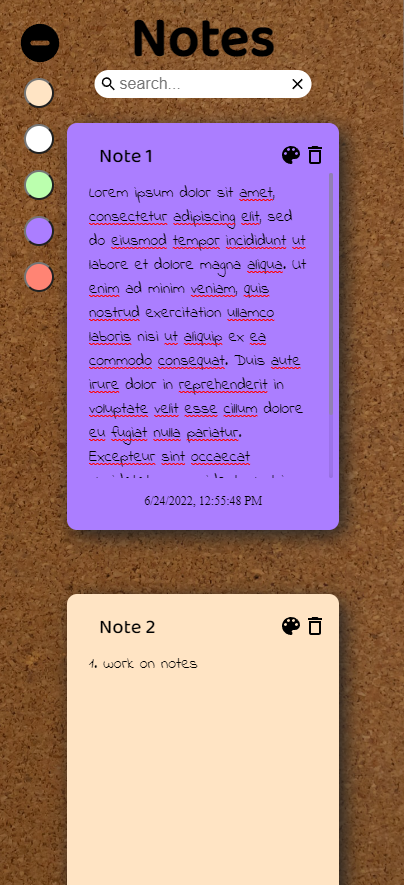 Notes
search...
Note 1
Lorem ipsum dolor sit amet,
consectetur adipiscing elit, sed
do eiusmod tempor incididunt ut
labore et dolore magna aliqua. Ut
enim ad minim veniam, quis
nostrud exercitation ullamco
laboris nisi ut aliquip ex ea
commodo consequat. Duis aute
irure dolor in reprehenderit in
voluptate velit esse cillum dolore
eu fugiat nulla pariatur.
Excepteur sint occaecat
6/24/2022, 12:55:48 PM
Note 2
1. work on notes